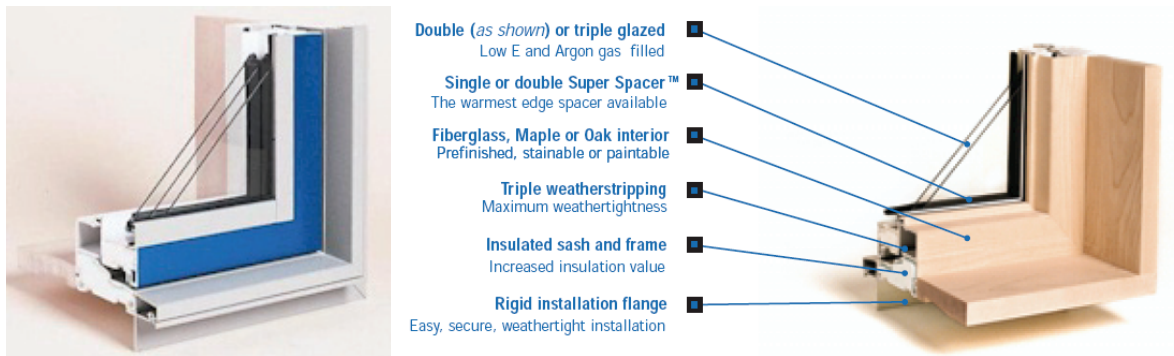 Double (as shown) or triple glazed
Low E and Argon gas filled
Single or double Super Spacer™
The warmest edge spacer available
Fiberglass, Maple or Oak interior
Prefinished, stainable or paintable
Triple weatherstripping
Maximum weathertightness
Insulated sash and frame
Increased insulation value
Rigid installation flange
Easy, secure, weathertight installation